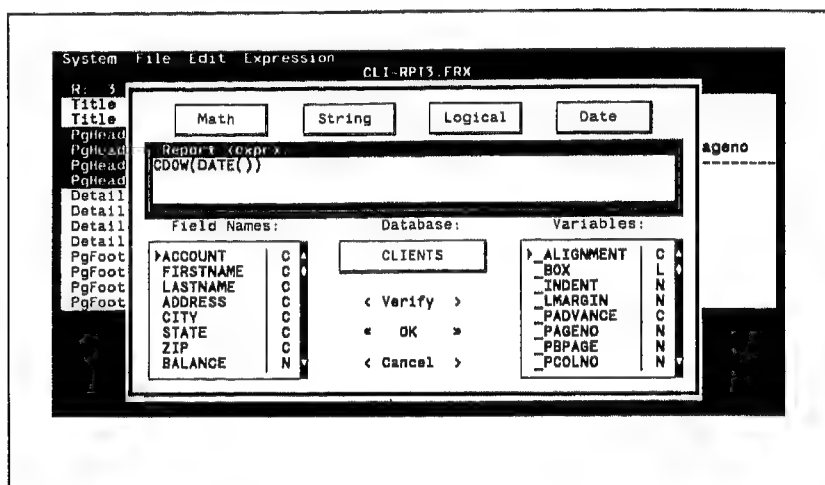 System File Edit Expression
CLI-RPT3.FRX
R: 3
Title
Title
PgHead
PgHead
PgHead
PgHead
Detail
Detail
Detail
Detail
PgFoot
PgFoot
PgFoot
Math String Logical Date
Report <expr>
CDOW(DATE())
ageno
Field Names: Database: Variables:
ACCOUNT C
FIRSTNAME C
LASTNAME C
ADDRESS C
CITY C
STATE C
ZIP C
BALANCE N
CLIENTS
< Verify >
« OK »
< Cancel >
_ALIGNMENT C
_BOX L
_INDENT N
_LMARGIN N
_PADVANCE C
_PAGENO N
_PBPAGE N
_PCOLNO N